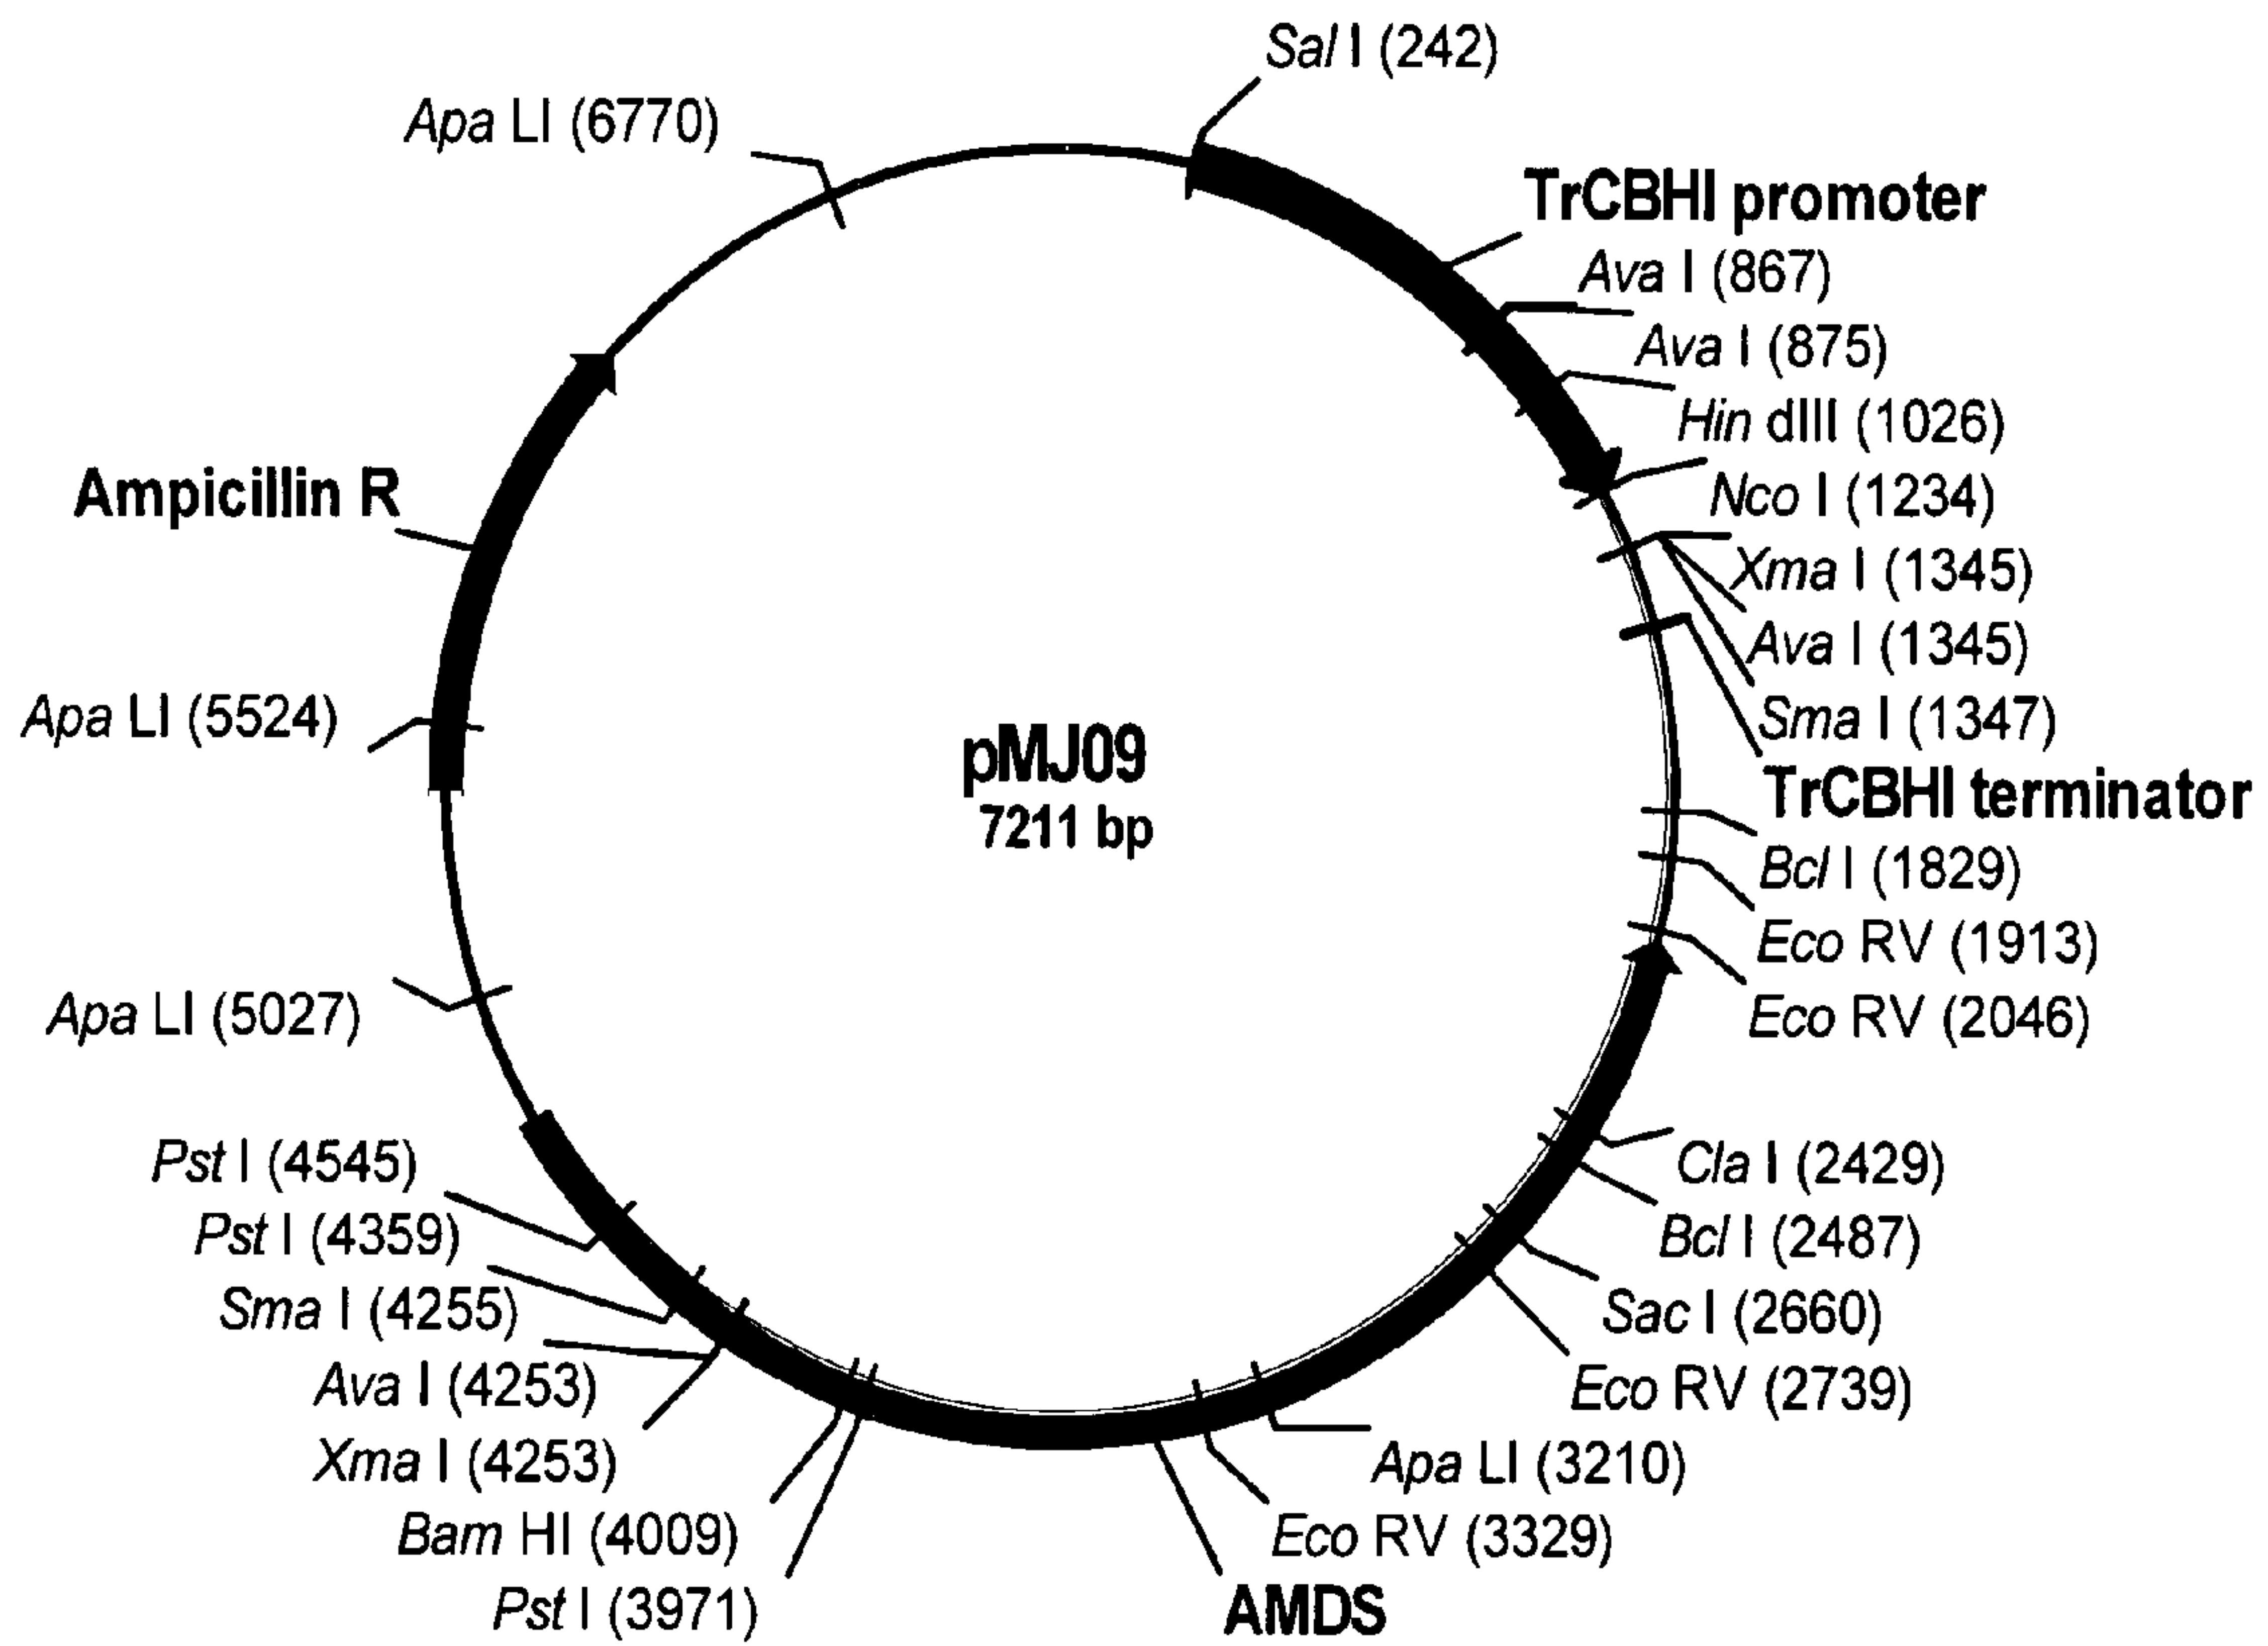 Sal I (242)
Apa LI (6770)
TrCBHI promoter
Ava I (867)
Ava I (875)
Hin dIII (1026)
Nco I (1234)
Xma I (1345)
Ava I (1345)
Sma I (1347)
TrCBHI terminator
Bcl I (1829)
Eco RV (1913)
Eco RV (2046)
Cla I (2429)
Bcl I (2487)
Sac I (2660)
Eco RV (2739)
Apa LI (3210)
Eco RV (3329)
AMDS
Pst I (3971)
Bam HI (4009)
Xma I (4253)
Ava I (4253)
Sma I (4255)
Pst I (4359)
Pst I (4545)
Apa LI (5027)
Apa LI (5524)
Ampicillin R
pMJ09
7211 bp